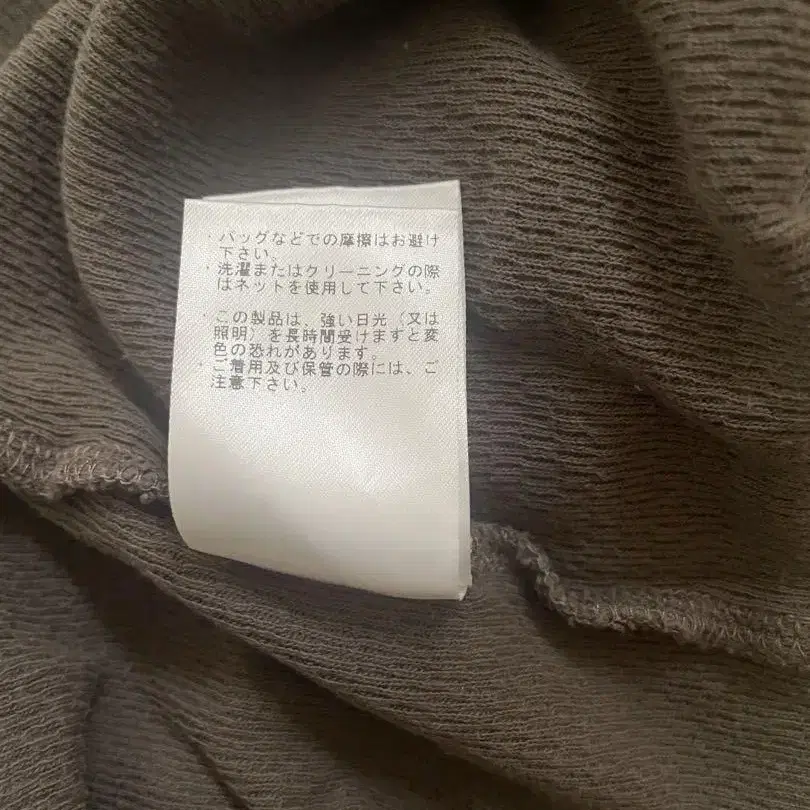 ・バッグなどでの摩擦はお避け
下さい。
・洗濯またはクリーニングの際
はネットを使用して下さい。
・この製品は、強い日光（又は
照明）を長時間受けますと変
色の恐れがあります。
・ご着用及び保管の際には、ご
注意下さい。